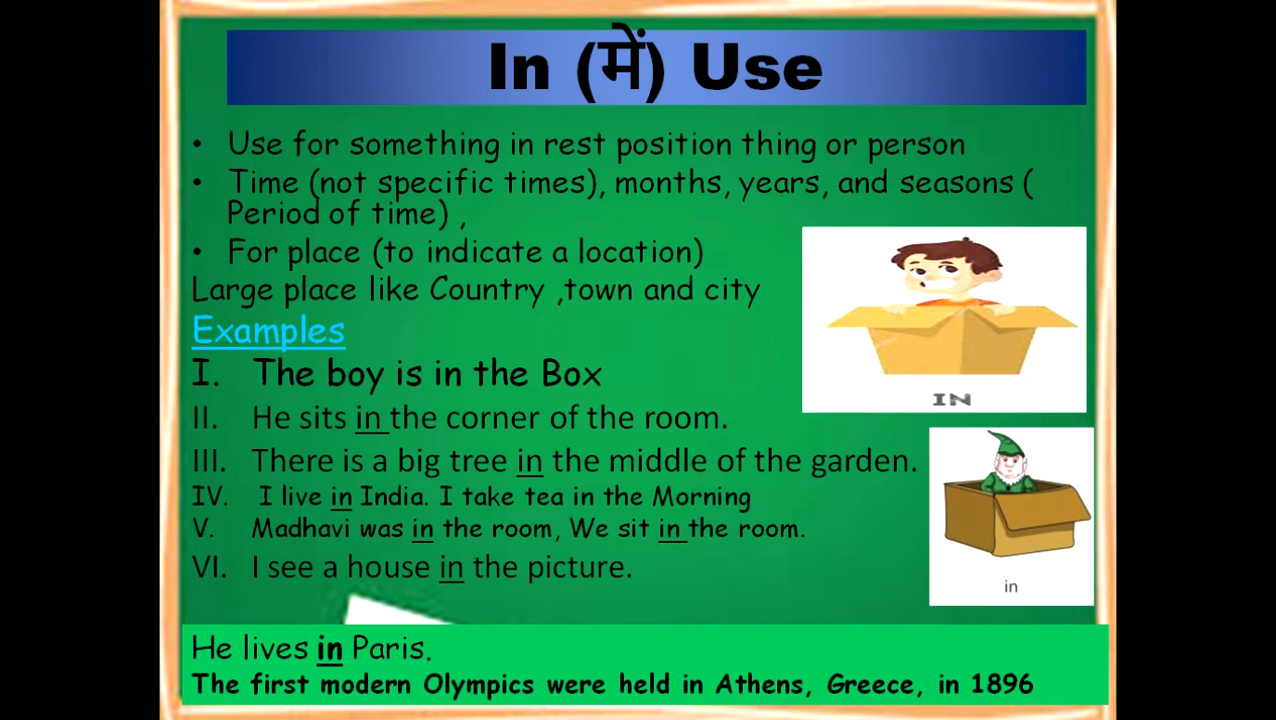 In (में) Use
• Use for something in rest position thing or person
• Time (not specific times), months, years, and seasons (
Period of time) ,
• For place (to indicate a location)
Large place like Country ,town and city
Examples
I. The boy is in the Box
II. He sits in the corner of the room.
III. There is a big tree in the middle of the garden.
IV. I live in India. I take tea in the Morning
V. Madhavi was in the room, We sit in the room.
VI. I see a house in the picture.
IN
in
He lives in Paris.
The first modern Olympics were held in Athens, Greece, in 1896